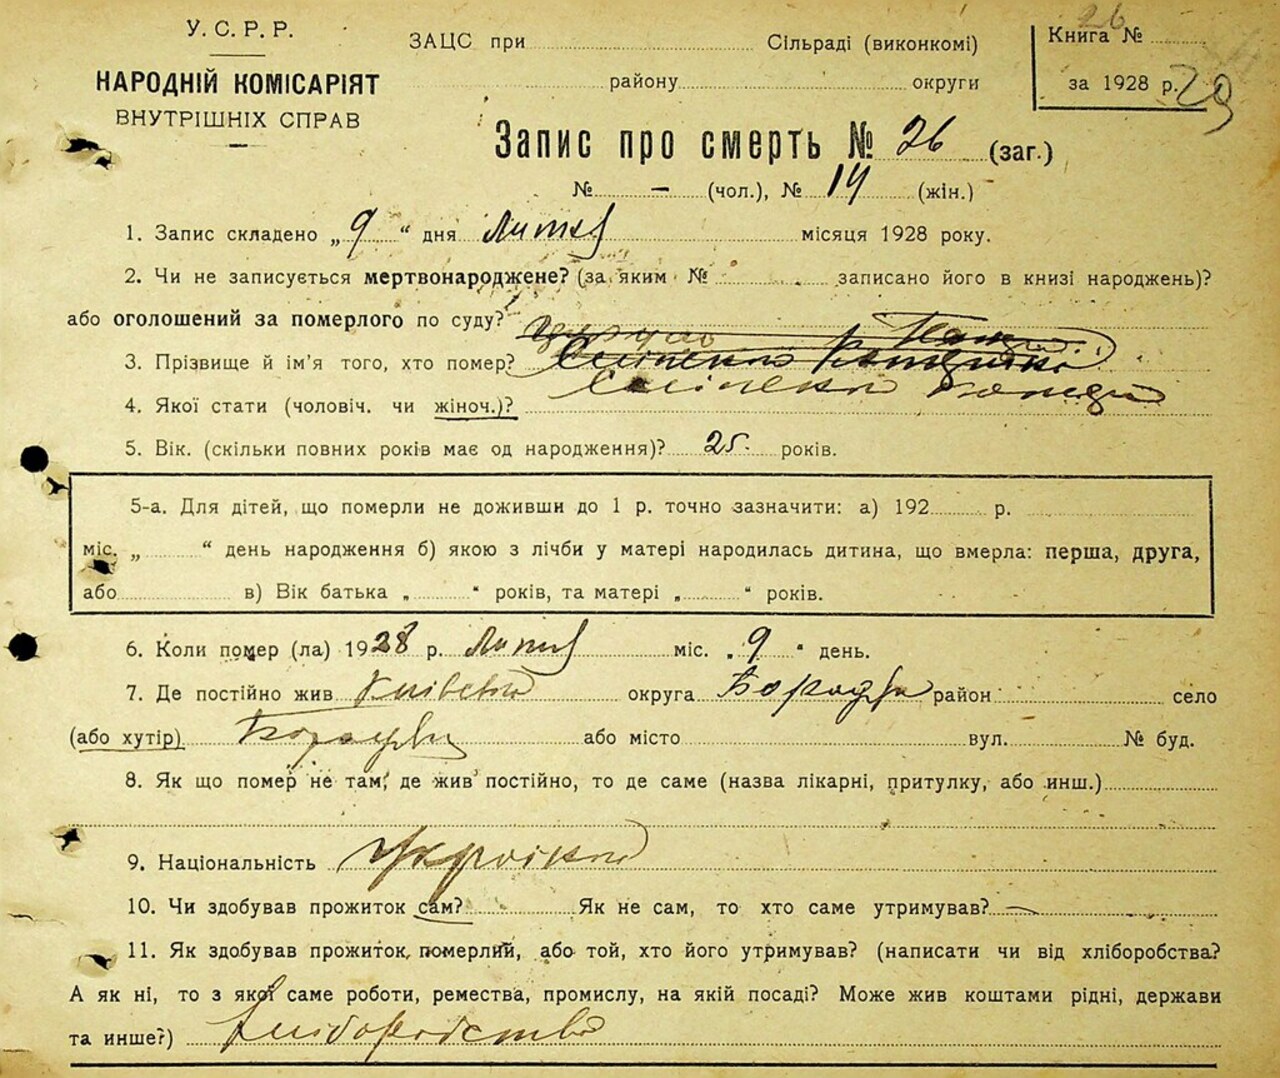 У. С. Р. Р.
НАРОДНІЙ КОМІСАРІЯТ
ВНУТРІШНІХ СПРАВ
ЗАЦС при Сільраді (виконкомі)
району округи
26
Книга №
за 1928 р. 29
Запис про смерть № 26 (заг.)
№ — (чол.), № 14 (жін.)
1. Запис складено „9“ дня місяця 1928 року.
2. Чи не записується мертвонароджене? (за яким № записано його в книзі народжень)?
або оголошений за померлого по суду?
3. Прізвище й ім'я того, хто помер?
4. Якої стати (чоловіч. чи жіноч.)?
5. Вік. (скільки повних років має од народження)? 25 років.
5-а. Для дітей, що померли не доживши до 1 р. точно зазначити: а) 192 р.
міс. „ “ день народження б) якою з лічби у матері народилась дитина, що вмерла: перша, друга,
або в) Вік батька „ “ років, та матері „ “ років.
6. Коли помер (ла) 1928 р. міс. „9“ день.
7. Де постійно жив Київська округа район село
(або хутір) або місто вул. № буд.
8. Як що помер не там, де жив постійно, то де саме (назва лікарні, притулку, або инш.)
9. Національність Українка
10. Чи здобував прожиток сам? Як не сам, то хто саме утримував? —
11. Як здобував прожиток, померлий, або той, хто його утримував? (написати чи від хліборобства?
А як ні, то з якої саме роботи, ремества, промислу, на якій посаді? Може жив коштами рідні, держави
та инше?) хліборобство